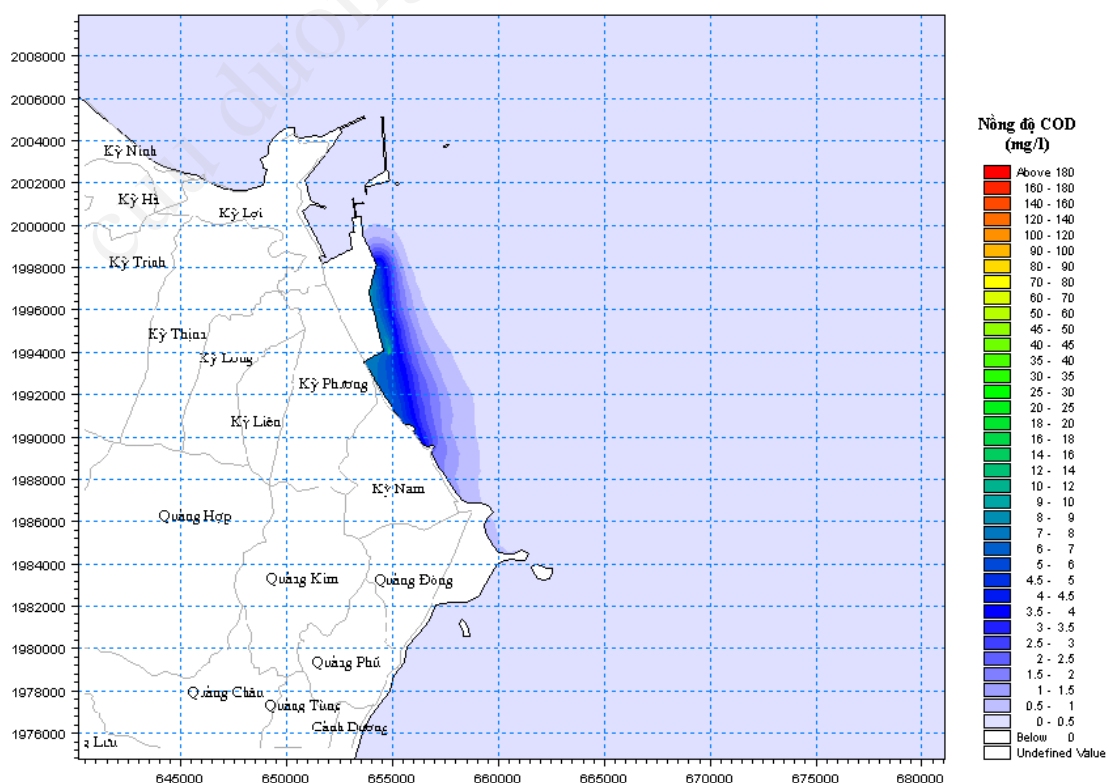 Nồng độ COD
(mg/l)
Above 180
160 - 180
140 - 160
120 - 140
100 - 120
90 - 100
80 - 90
70 - 80
60 - 70
50 - 60
45 - 50
40 - 45
35 - 40
30 - 35
25 - 30
20 - 25
18 - 20
16 - 18
14 - 16
12 - 14
10 - 12
9 - 10
8 - 9
7 - 8
6 - 7
5 - 6
4.5 - 5
4 - 4.5
3.5 - 4
3 - 3.5
2.5 - 3
2 - 2.5
1.5 - 2
1 - 1.5
0.5 - 1
0 - 0.5
Below 0
Undefined Value
2008000
2006000
2004000
2002000
2000000
1998000
1996000
1994000
1992000
1990000
1988000
1986000
1984000
1982000
1980000
1978000
1976000
Kỳ Ninh
Kỳ Hà
Kỳ Lợi
Kỳ Trinh
Kỳ Thịnh
Kỳ Long
Kỳ Phương
Kỳ Liên
Kỳ Nam
Quảng Hợp
Quảng Kim
Quảng Đông
Quảng Phú
Quảng Châu
Quảng Tùng
Cảnh Dương
Lưu
645000
650000
655000
660000
665000
670000
675000
680000